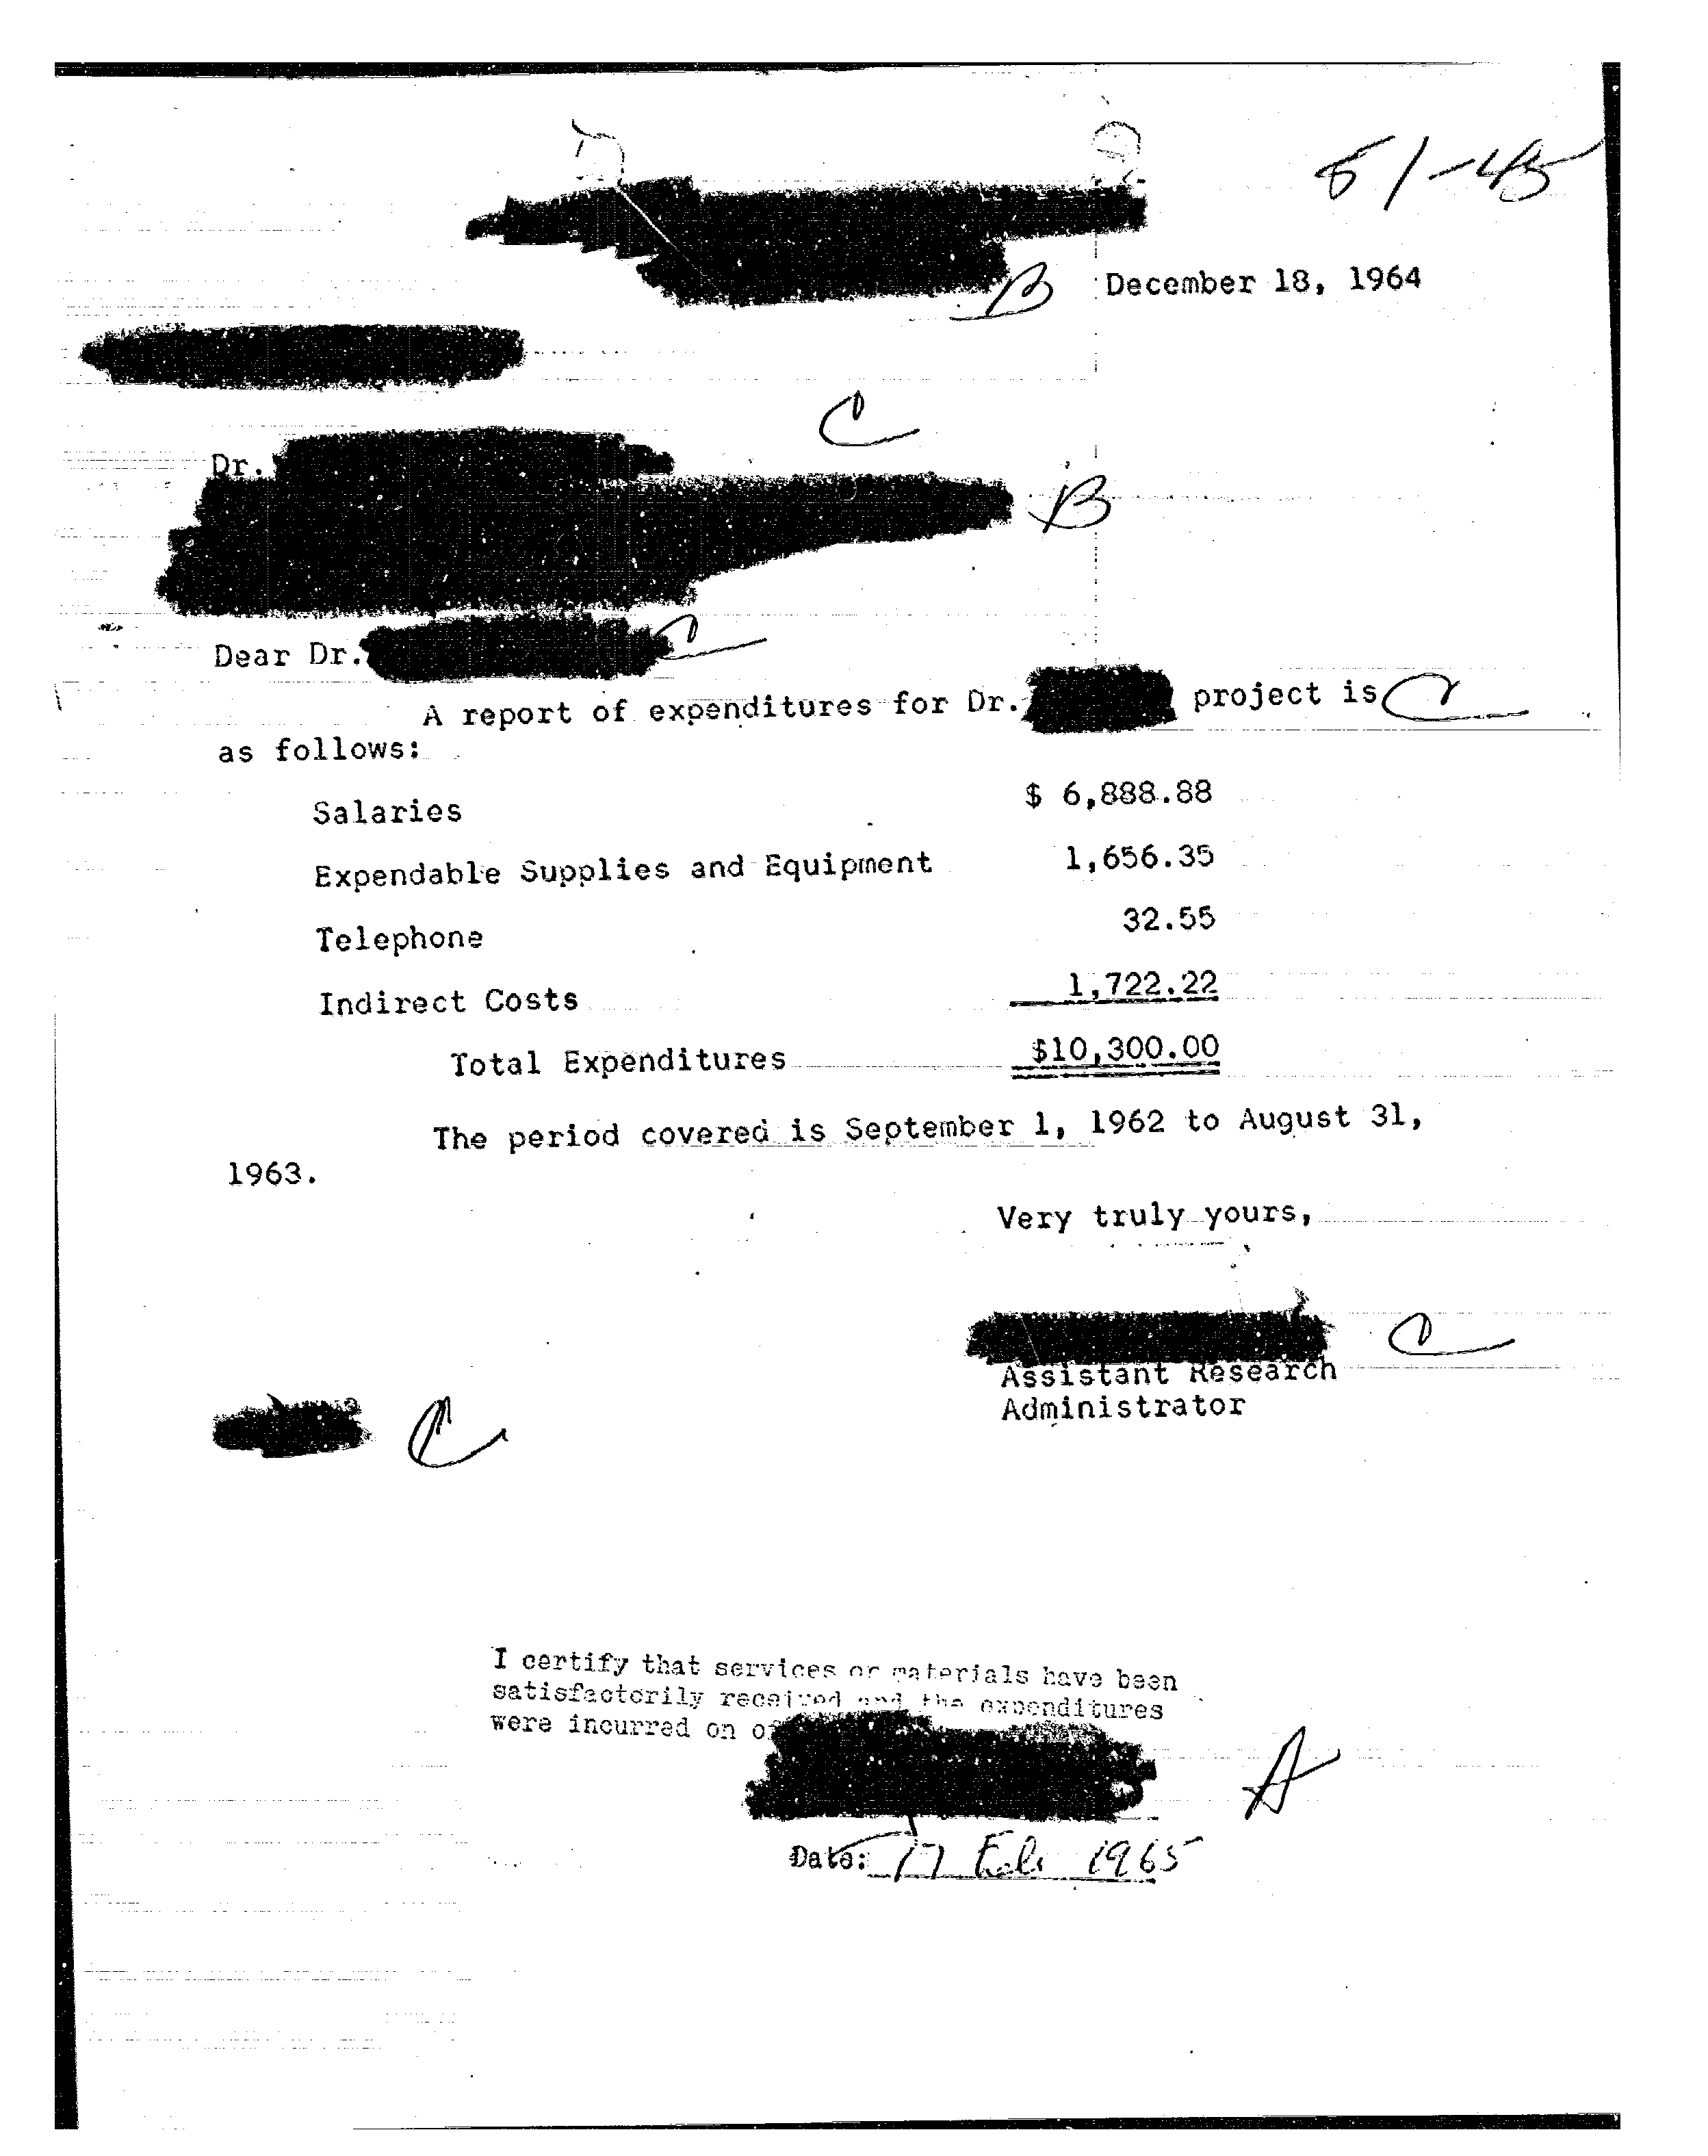 51-45
B December 18, 1964
C
Dr.
B
Dear Dr. C
A report of expenditures for Dr. project is C
as follows:
Salaries $ 6,888.88
Expendable Supplies and Equipment 1,656.35
Telephone 32.55
Indirect Costs 1,722.22
Total Expenditures $10,300.00
The period covered is September 1, 1962 to August 31,
1963.
Very truly yours,
C
Assistant Research
Administrator
C
I certify that services or materials have been
satisfactorily received and the expenditures
were incurred on
A
Date: 17 Feb 1965